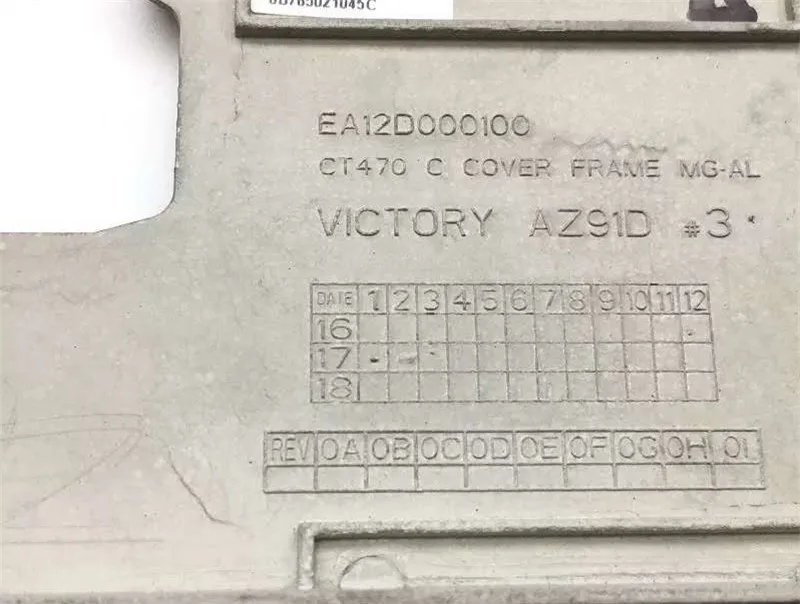 EA12D000100
CT470 C COVER FRAME MG-AL
VICTORY AZ91D #3
DATE 1 2 3 4 5 6 7 8 9 10 11 12
16
17
18
REV 0A 0B 0C 0D 0E 0F 0G 0H 0I